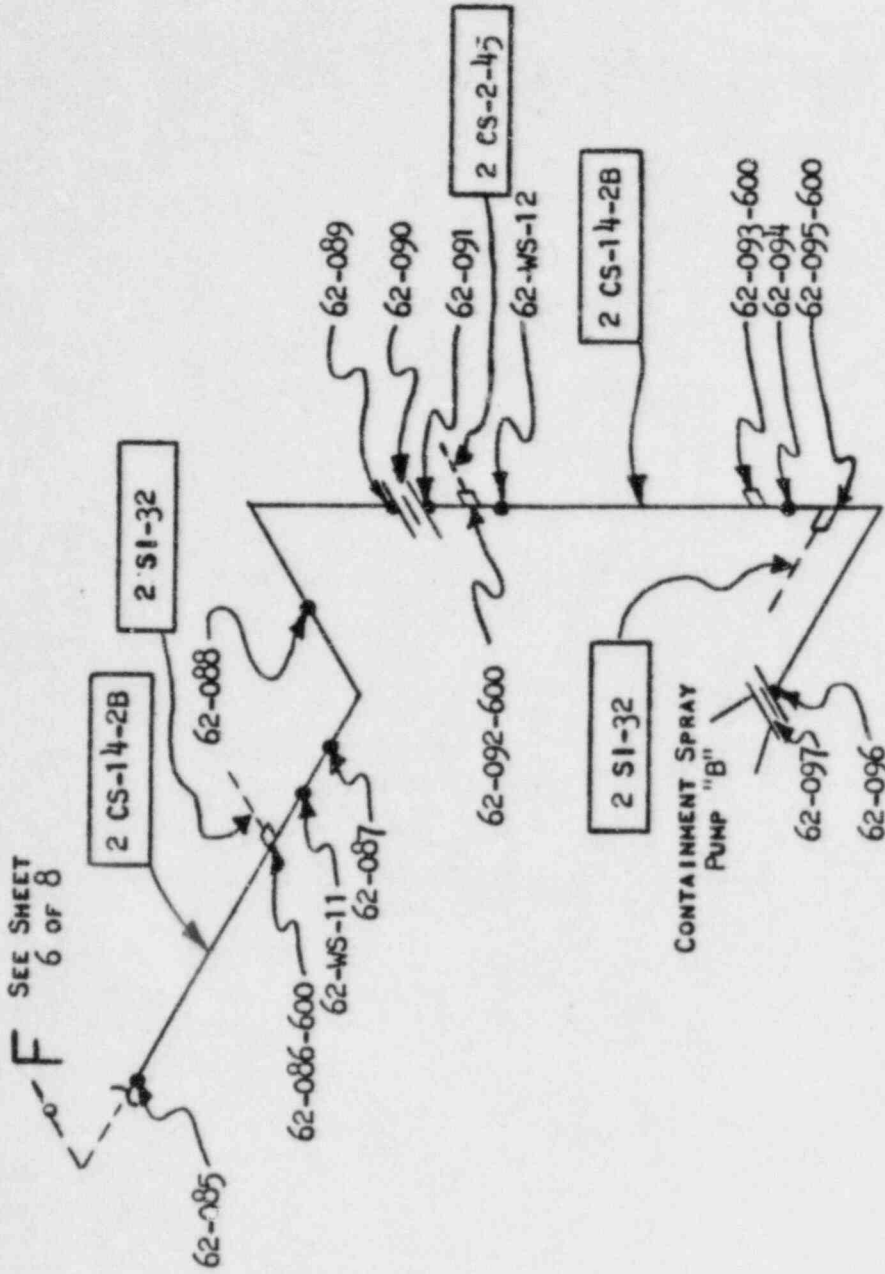 F SEE SHEET
6 OF 8
62-085
2 CS-14-2B
2 SI-32
62-086-600
62-WS-11
62-087
62-088
62-089
62-090
62-091
2 CS-2-45
62-WS-12
62-092-600
2 CS-14-2B
62-093-600
62-094
62-095-600
2 SI-32
CONTAINMENT SPRAY
PUMP "B"
62-097
62-096